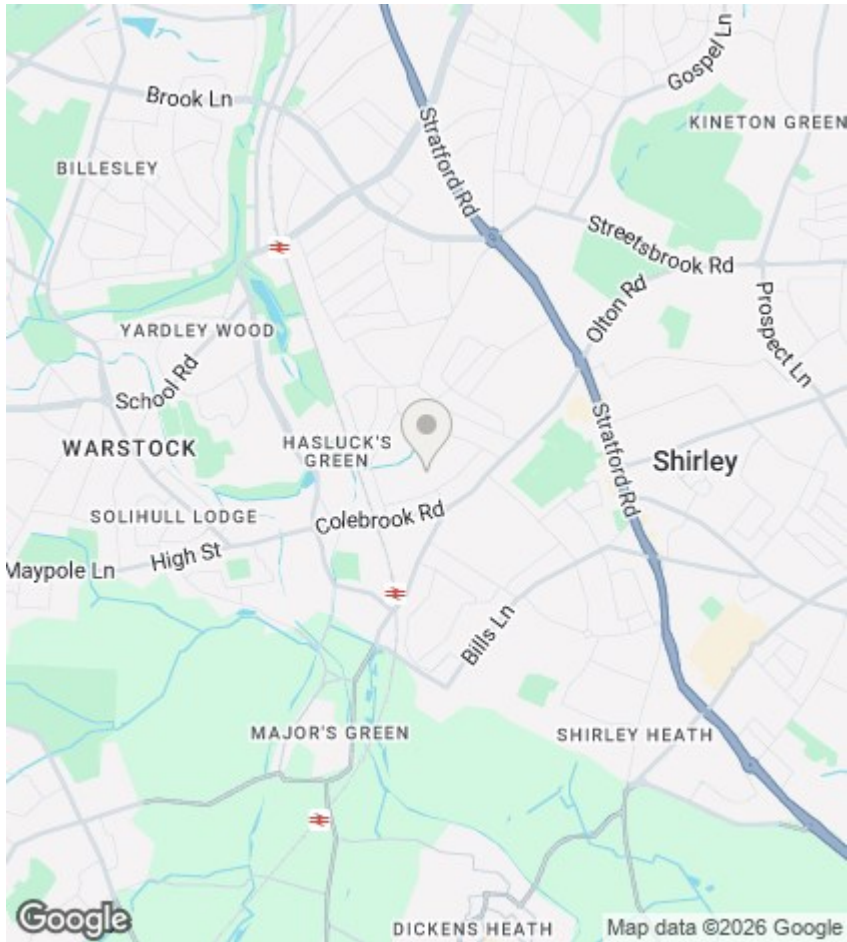 Brook Ln
Gospel Ln
KINETON GREEN
BILLESLEY
Stratford Rd
Streetsbrook Rd
Olton Rd
Prospect Ln
YARDLEY WOOD
School Rd
HASLUCK'S
GREEN
WARSTOCK
Stratford Rd
Shirley
SOLIHULL LODGE
Colebrook Rd
High St
Maypole Ln
Bills Ln
MAJOR'S GREEN
SHIRLEY HEATH
DICKENS HEATH
Google
Map data ©2026 Google